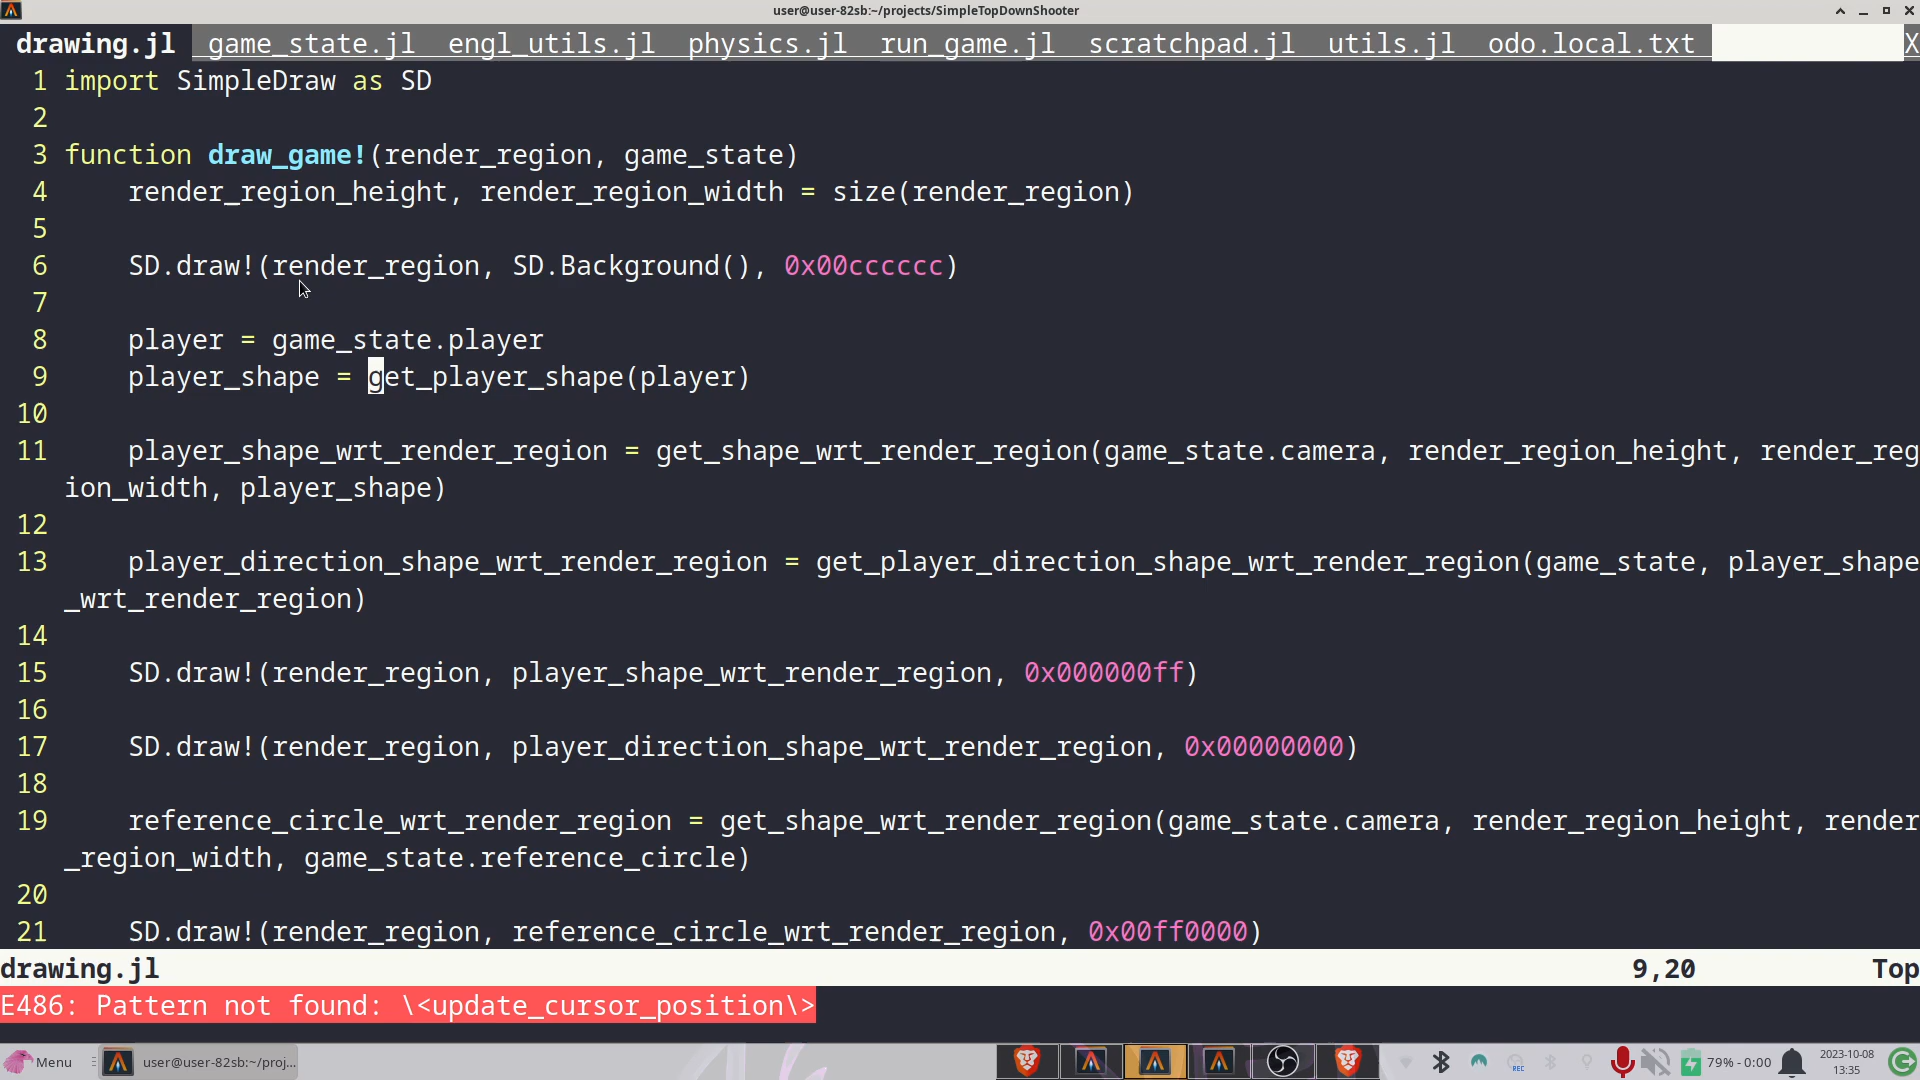 user@user-82sb:~/projects/SimpleTopDownShooter
drawing.jl game_state.jl engl_utils.jl physics.jl run_game.jl scratchpad.jl utils.jl odo.local.txt X
1 import SimpleDraw as SD
2
3 function draw_game!(render_region, game_state)
4 render_region_height, render_region_width = size(render_region)
5
6 SD.draw!(render_region, SD.Background(), 0x00cccccc)
7
8 player = game_state.player
9 player_shape = get_player_shape(player)
10
11 player_shape_wrt_render_region = get_shape_wrt_render_region(game_state.camera, render_region_height, render_reg
ion_width, player_shape)
12
13 player_direction_shape_wrt_render_region = get_player_direction_shape_wrt_render_region(game_state, player_shape
_wrt_render_region)
14
15 SD.draw!(render_region, player_shape_wrt_render_region, 0x000000ff)
16
17 SD.draw!(render_region, player_direction_shape_wrt_render_region, 0x00000000)
18
19 reference_circle_wrt_render_region = get_shape_wrt_render_region(game_state.camera, render_region_height, render
_region_width, game_state.reference_circle)
20
21 SD.draw!(render_region, reference_circle_wrt_render_region, 0x00ff0000)
drawing.jl 9,20 Top
E486: Pattern not found: \<update_cursor_position\>
Menu user@user-82sb:~/proj... REC 79% - 0:00 2023-10-08
13:35